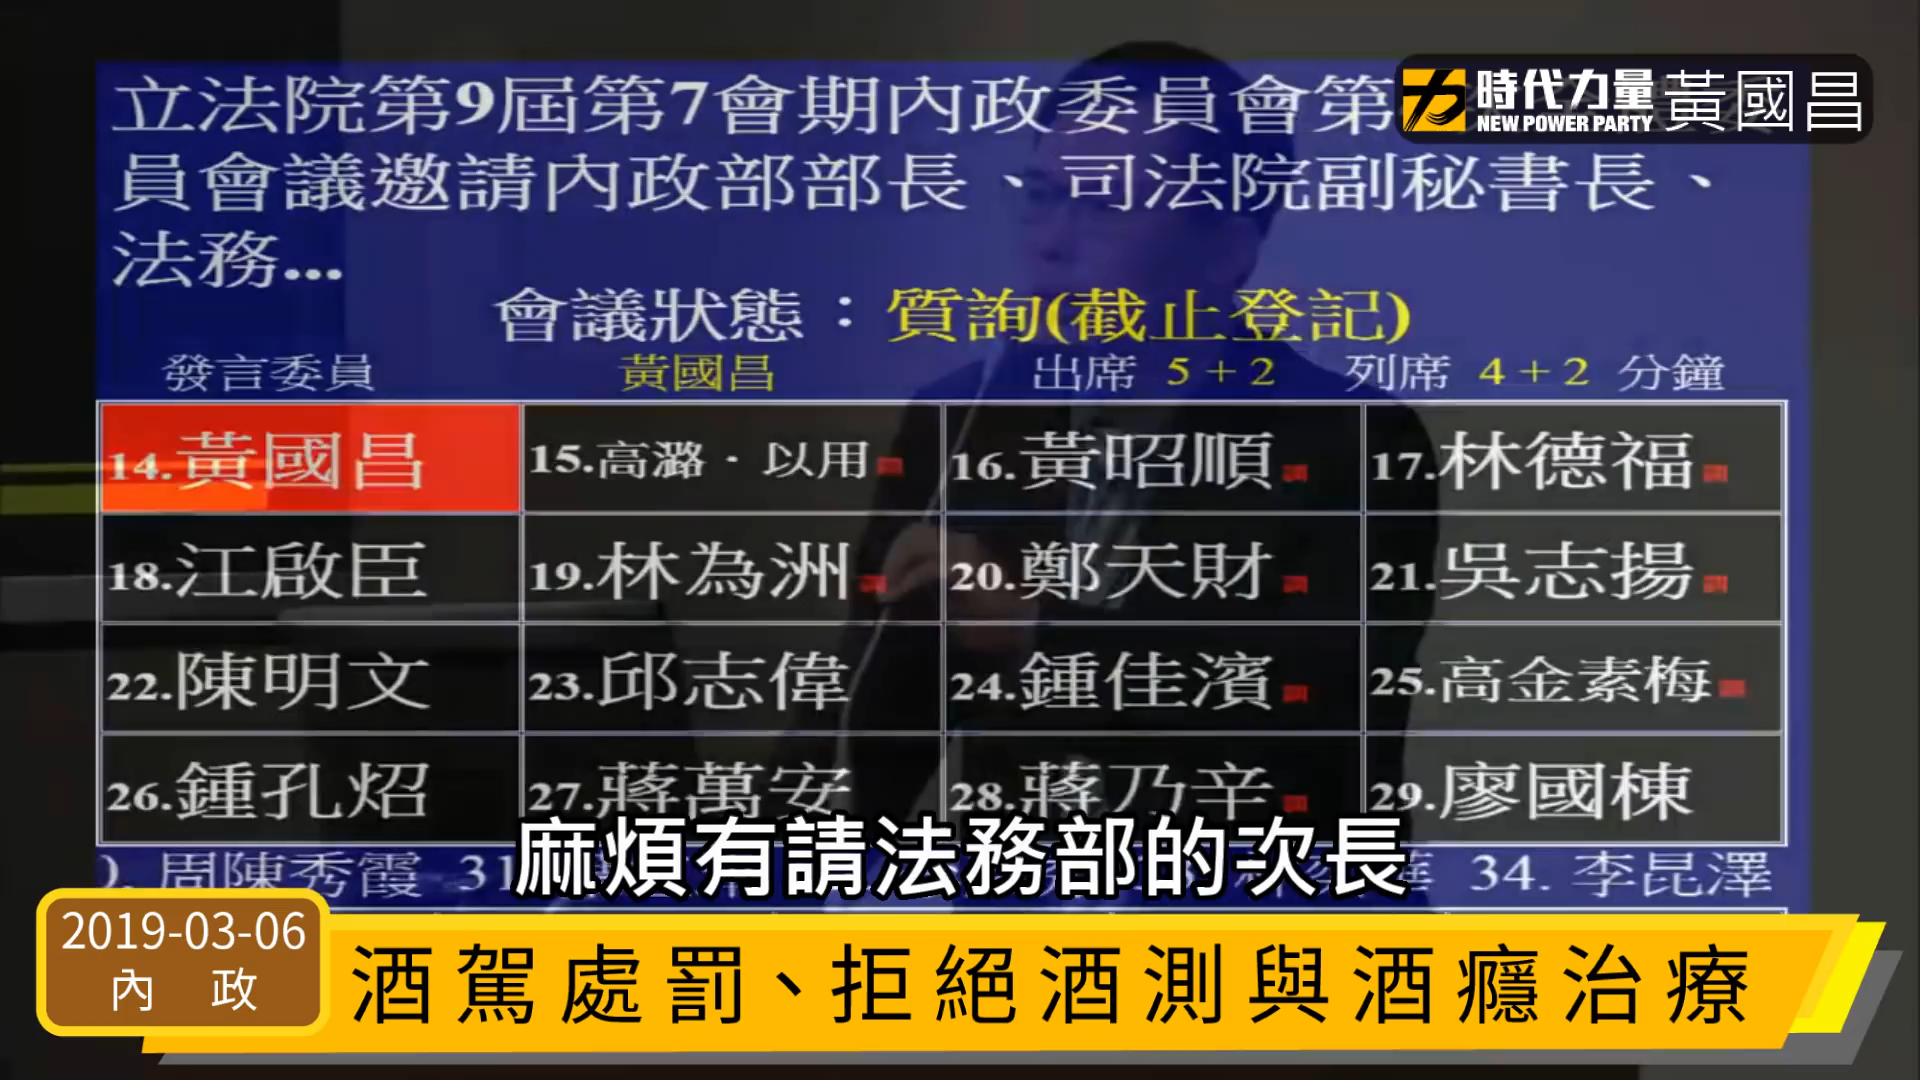 立法院第9屆第7會期內政委員會第
時代力量 黃國昌
NEW POWER PARTY
員會議邀請內政部部長、司法院副秘書長、
法務...
會議狀態：質詢(截止登記)
發言委員 黃國昌 出席 5+2 列席 4+2 分鐘
14.黃國昌 15.高潞．以用 16.黃昭順 17.林德福
18.江啟臣 19.林為洲 20.鄭天財 21.吳志揚
22.陳明文 23.邱志偉 24.鍾佳濱 25.高金素梅
26.鍾孔炤 27.蔣萬安 28.蔣乃辛 29.廖國棟
周陳秀霞 31 34. 李昆澤
麻煩有請法務部的次長
2019-03-06
內 政
酒駕處罰、拒絕酒測與酒癮治療